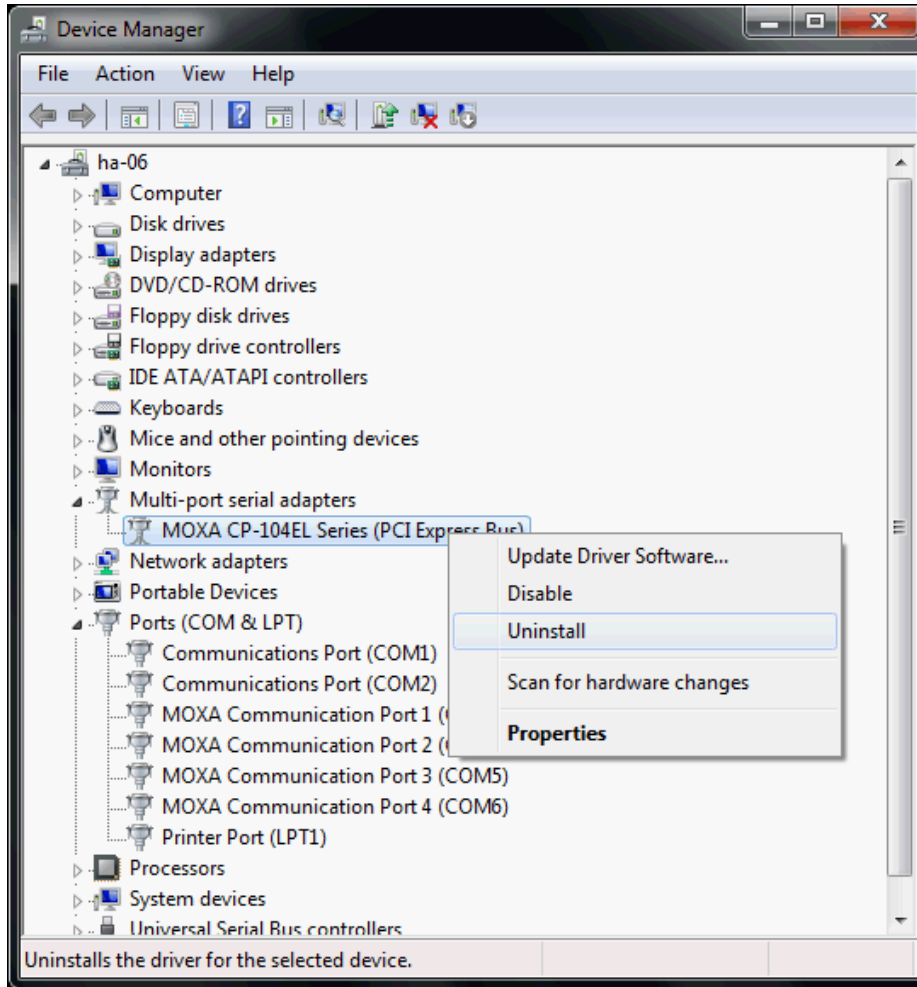 Device Manager
File Action View Help
ha-06
Computer
Disk drives
Display adapters
DVD/CD-ROM drives
Floppy disk drives
Floppy drive controllers
IDE ATA/ATAPI controllers
Keyboards
Mice and other pointing devices
Monitors
Multi-port serial adapters
MOXA CP-104EL Series (PCI Express Bus)
Network adapters
Portable Devices
Ports (COM & LPT)
Communications Port (COM1)
Communications Port (COM2)
MOXA Communication Port 1 (
MOXA Communication Port 2 (
MOXA Communication Port 3 (COM5)
MOXA Communication Port 4 (COM6)
Printer Port (LPT1)
Processors
System devices
Universal Serial Bus controllers
Update Driver Software...
Disable
Uninstall
Scan for hardware changes
Properties
Uninstalls the driver for the selected device.